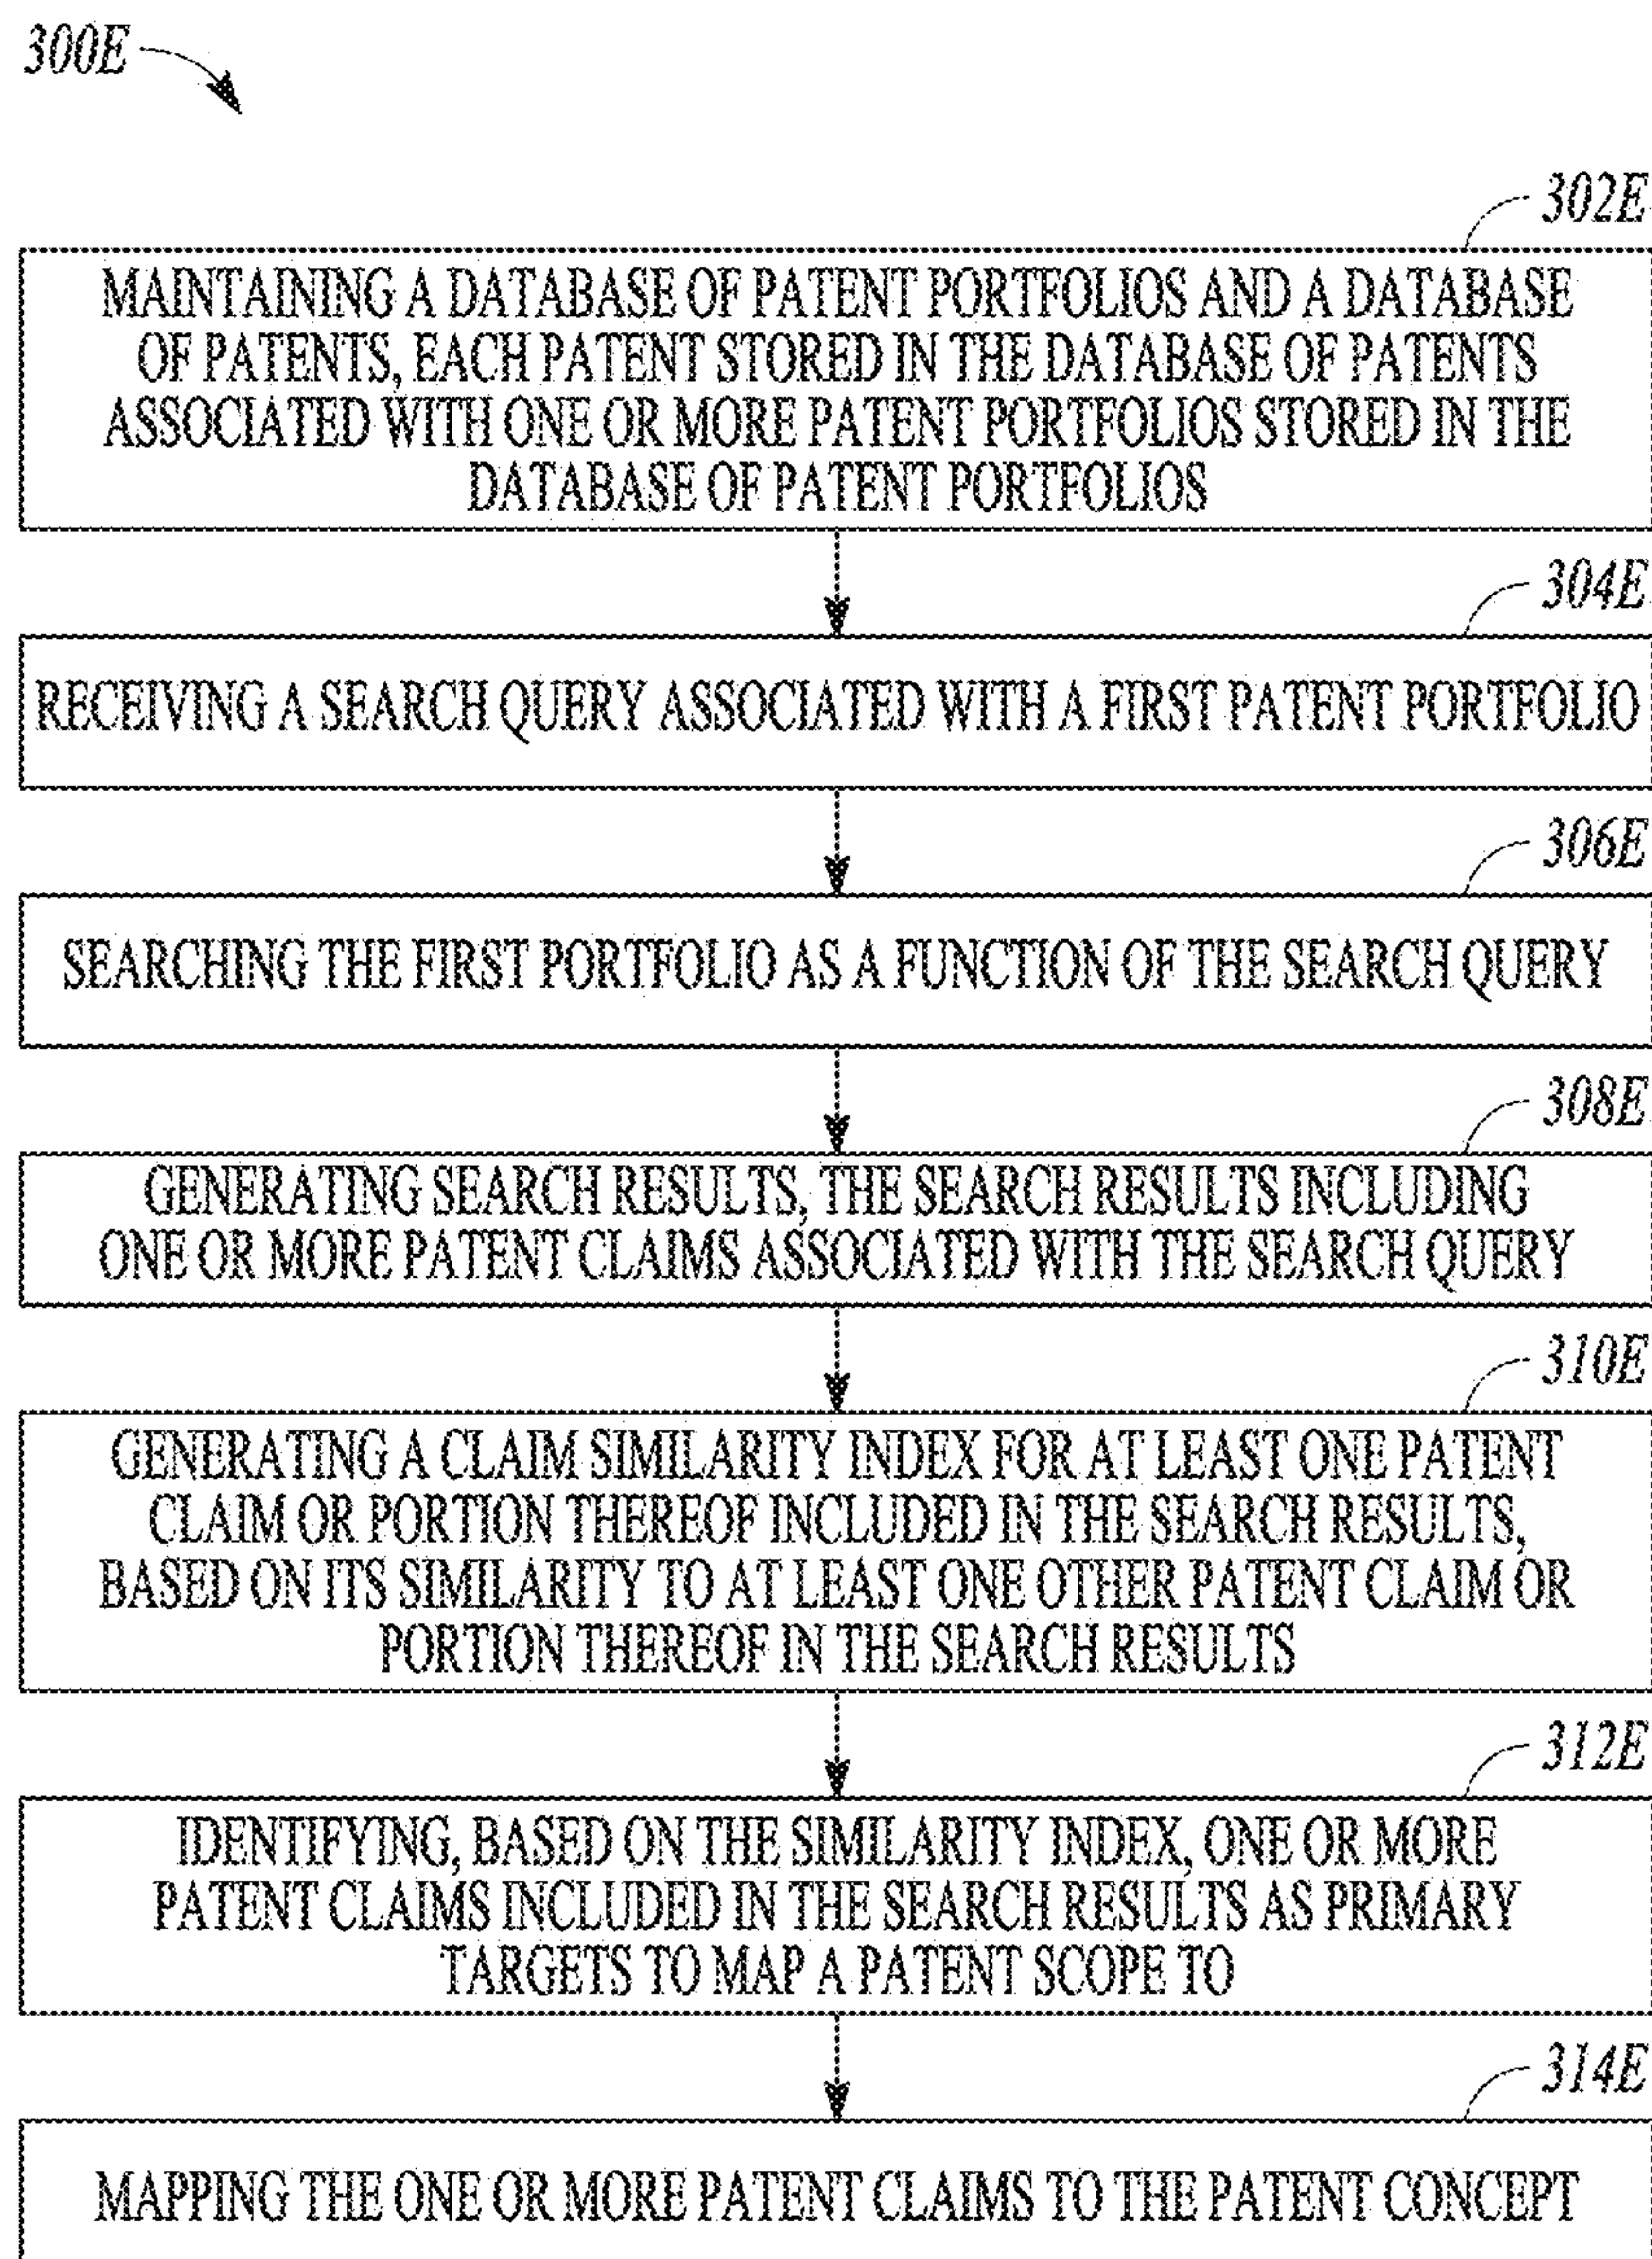 300E
302E
MAINTAINING A DATABASE OF PATENT PORTFOLIOS AND A DATABASE
OF PATENTS, EACH PATENT STORED IN THE DATABASE OF PATENTS
ASSOCIATED WITH ONE OR MORE PATENT PORTFOLIOS STORED IN THE
DATABASE OF PATENT PORTFOLIOS
304E
RECEIVING A SEARCH QUERY ASSOCIATED WITH A FIRST PATENT PORTFOLIO
306E
SEARCHING THE FIRST PORTFOLIO AS A FUNCTION OF THE SEARCH QUERY
308E
GENERATING SEARCH RESULTS, THE SEARCH RESULTS INCLUDING
ONE OR MORE PATENT CLAIMS ASSOCIATED WITH THE SEARCH QUERY
310E
GENERATING A CLAIM SIMILARITY INDEX FOR AT LEAST ONE PATENT
CLAIM OR PORTION THEREOF INCLUDED IN THE SEARCH RESULTS,
BASED ON ITS SIMILARITY TO AT LEAST ONE OTHER PATENT CLAIM OR
PORTION THEREOF IN THE SEARCH RESULTS
312E
IDENTIFYING, BASED ON THE SIMILARITY INDEX, ONE OR MORE
PATENT CLAIMS INCLUDED IN THE SEARCH RESULTS AS PRIMARY
TARGETS TO MAP A PATENT SCOPE TO
314E
MAPPING THE ONE OR MORE PATENT CLAIMS TO THE PATENT CONCEPT